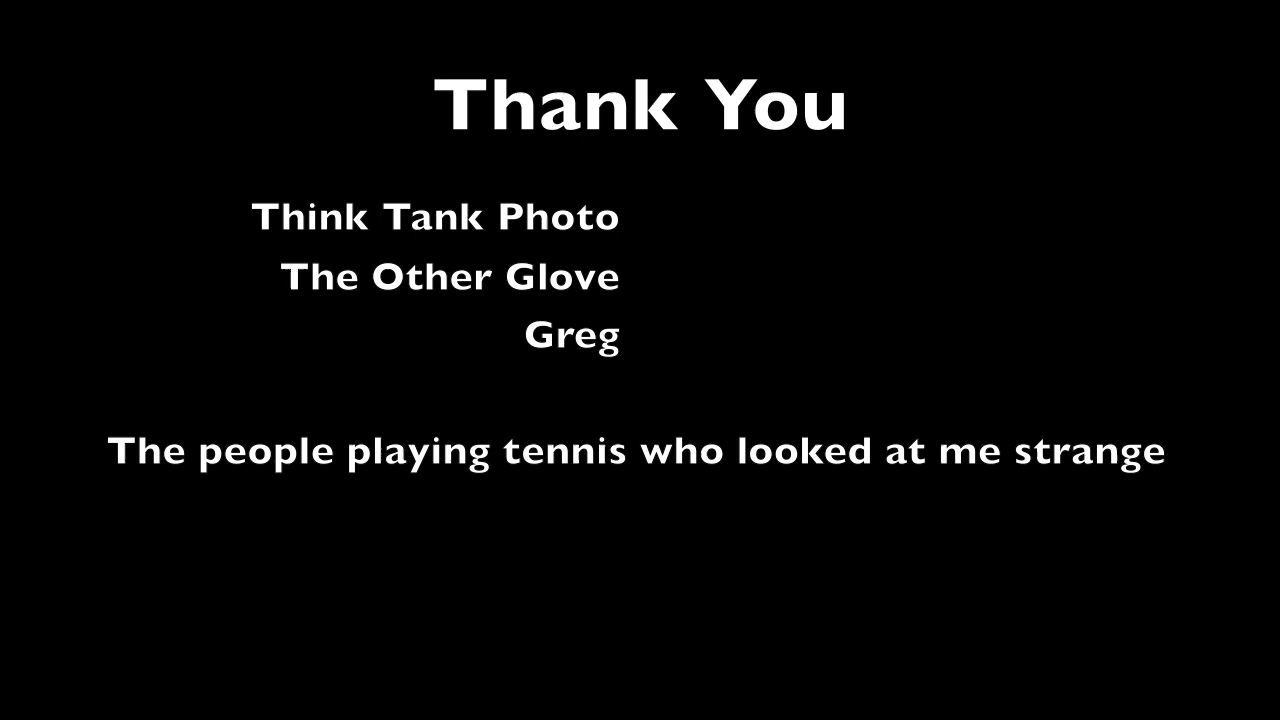 Thank You
Think Tank Photo
The Other Glove
Greg
The people playing tennis who looked at me strange